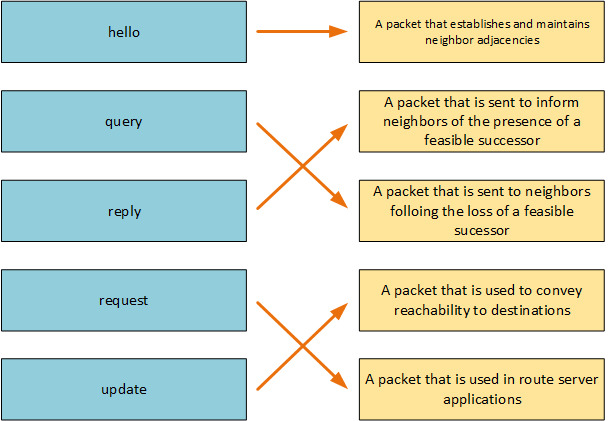 hello
A packet that establishes and maintains
neighbor adjacencies
query
A packet that is sent to inform
neighbors of the presence of a
feasible successor
reply
A packet that is sent to neighbors
folloing the loss of a feasible
sucessor
request
A packet that is used to convey
reachability to destinations
update
A packet that is used in route server
applications